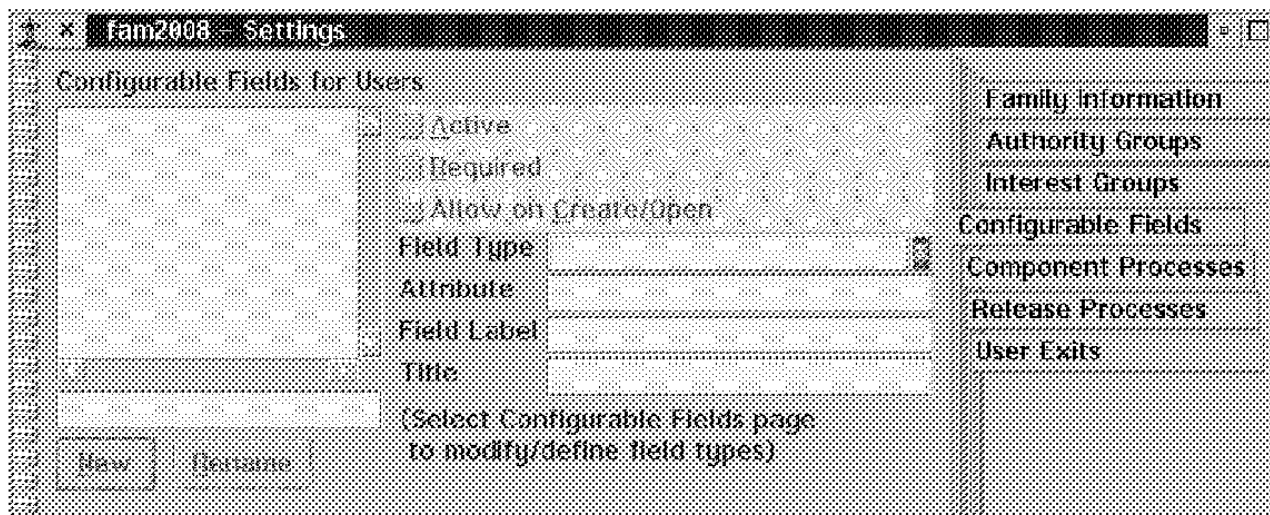 fam2008 - Settings
Configurable Fields for Users
Active
Required
Allow on Create/Open
Field Type
Attribute
Field Label
Title
(Select Configurable Fields page
to modify/define field types)
New Rename
Family Information
Authority Groups
Interest Groups
Configurable Fields
Component Processes
Release Processes
User Exits